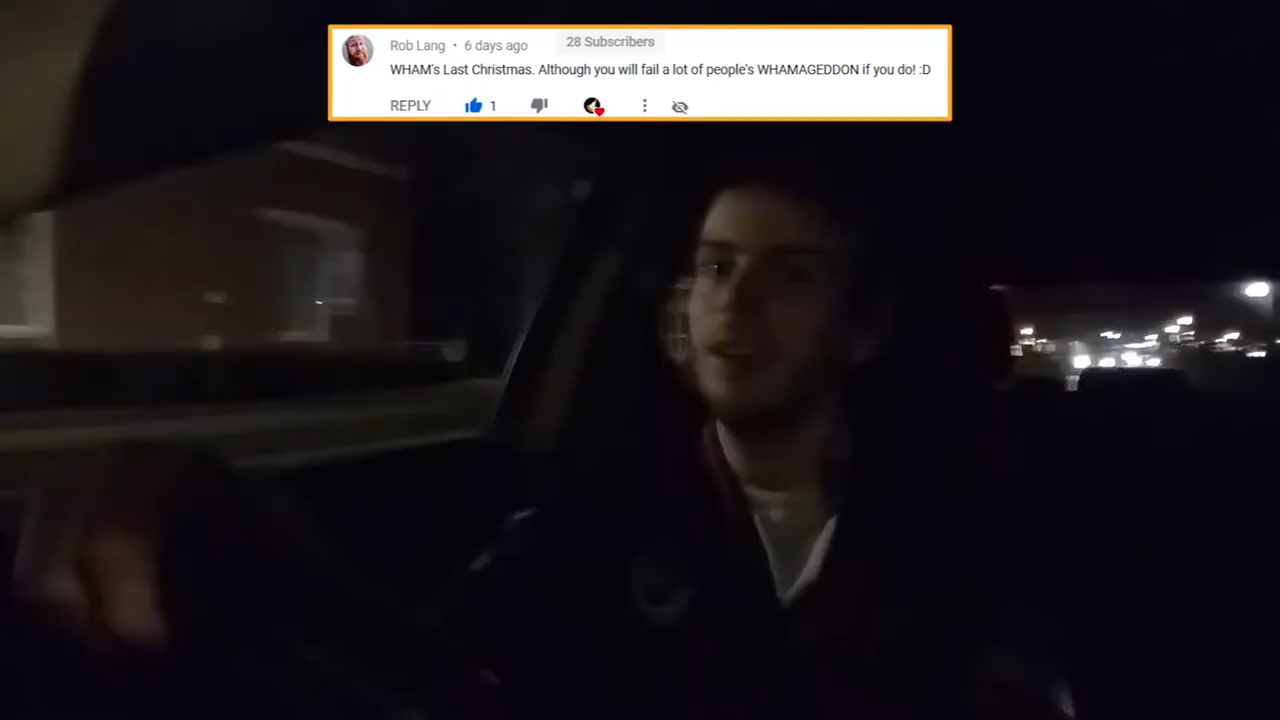 Rob Lang • 6 days ago 28 Subscribers
WHAM's Last Christmas. Although you will fail a lot of people's WHAMAGEDDON if you do! :D
REPLY 1